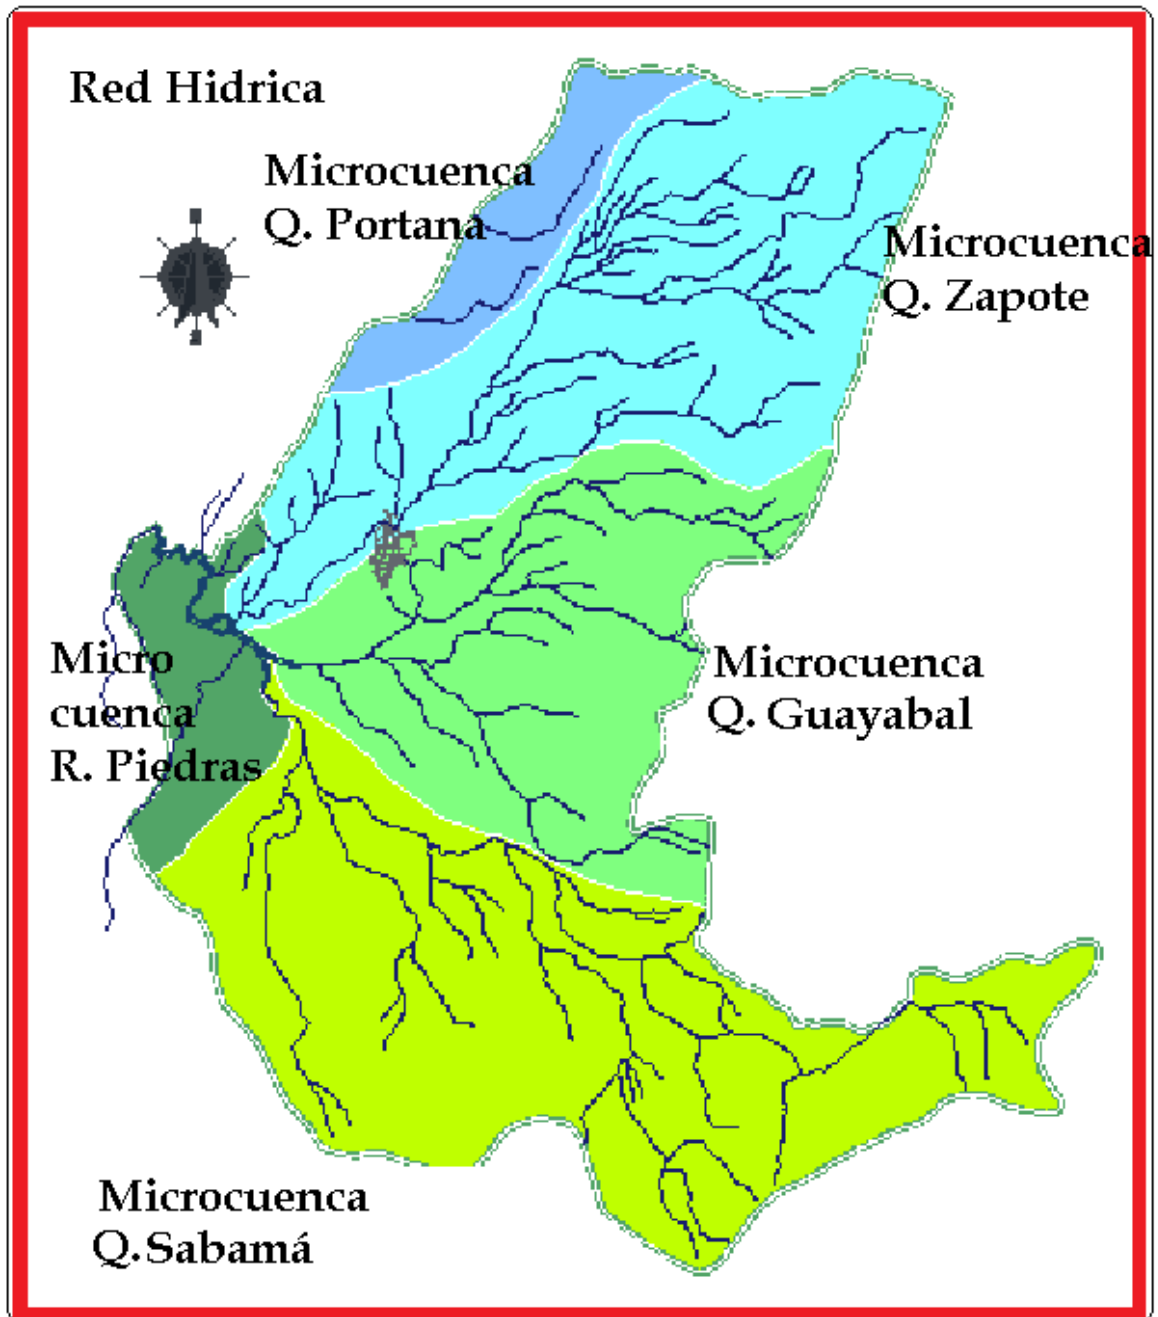 Red Hidrica
Microcuenca
Q. Portana
Microcuenca
Q. Zapote
Micro
cuenca
R. Piedras
Microcuenca
Q. Guayabal
Microcuenca
Q. Sabamá